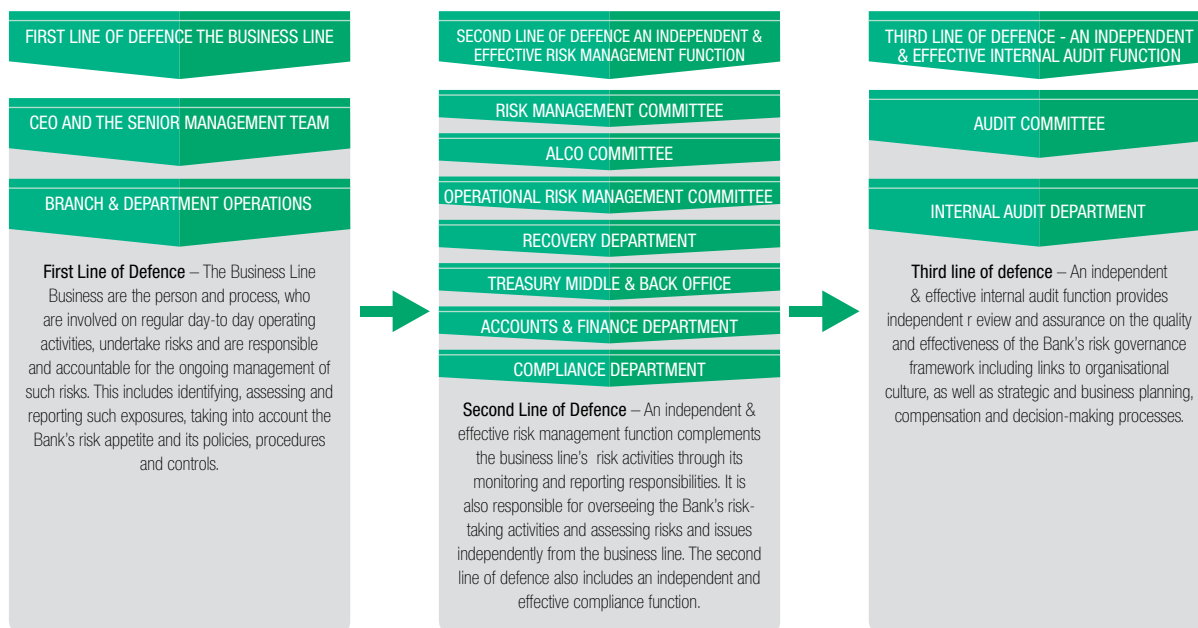 FIRST LINE OF DEFENCE THE BUSINESS LINE
CEO AND THE SENIOR MANAGEMENT TEAM
BRANCH & DEPARTMENT OPERATIONS
First Line of Defence – The Business Line
Business are the person and process, who
are involved on regular day-to day operating
activities, undertake risks and are responsible
and accountable for the ongoing management of
such risks. This includes identifying, assessing and
reporting such exposures, taking into account the
Bank's risk appetite and its policies, procedures
and controls.
SECOND LINE OF DEFENCE AN INDEPENDENT &
EFFECTIVE RISK MANAGEMENT FUNCTION
RISK MANAGEMENT COMMITTEE
ALCO COMMITTEE
OPERATIONAL RISK MANAGEMENT COMMITTEE
RECOVERY DEPARTMENT
TREASURY MIDDLE & BACK OFFICE
ACCOUNTS & FINANCE DEPARTMENT
COMPLIANCE DEPARTMENT
Second Line of Defence – An independent &
effective risk management function complements
the business line's risk activities through its
monitoring and reporting responsibilities. It is
also responsible for overseeing the Bank's risk-
taking activities and assessing risks and issues
independently from the business line. The second
line of defence also includes an independent and
effective compliance function.
THIRD LINE OF DEFENCE - AN INDEPENDENT
& EFFECTIVE INTERNAL AUDIT FUNCTION
AUDIT COMMITTEE
INTERNAL AUDIT DEPARTMENT
Third line of defence – An independent
& effective internal audit function provides
independent r eview and assurance on the quality
and effectiveness of the Bank's risk governance
framework including links to organisational
culture, as well as strategic and business planning,
compensation and decision-making processes.